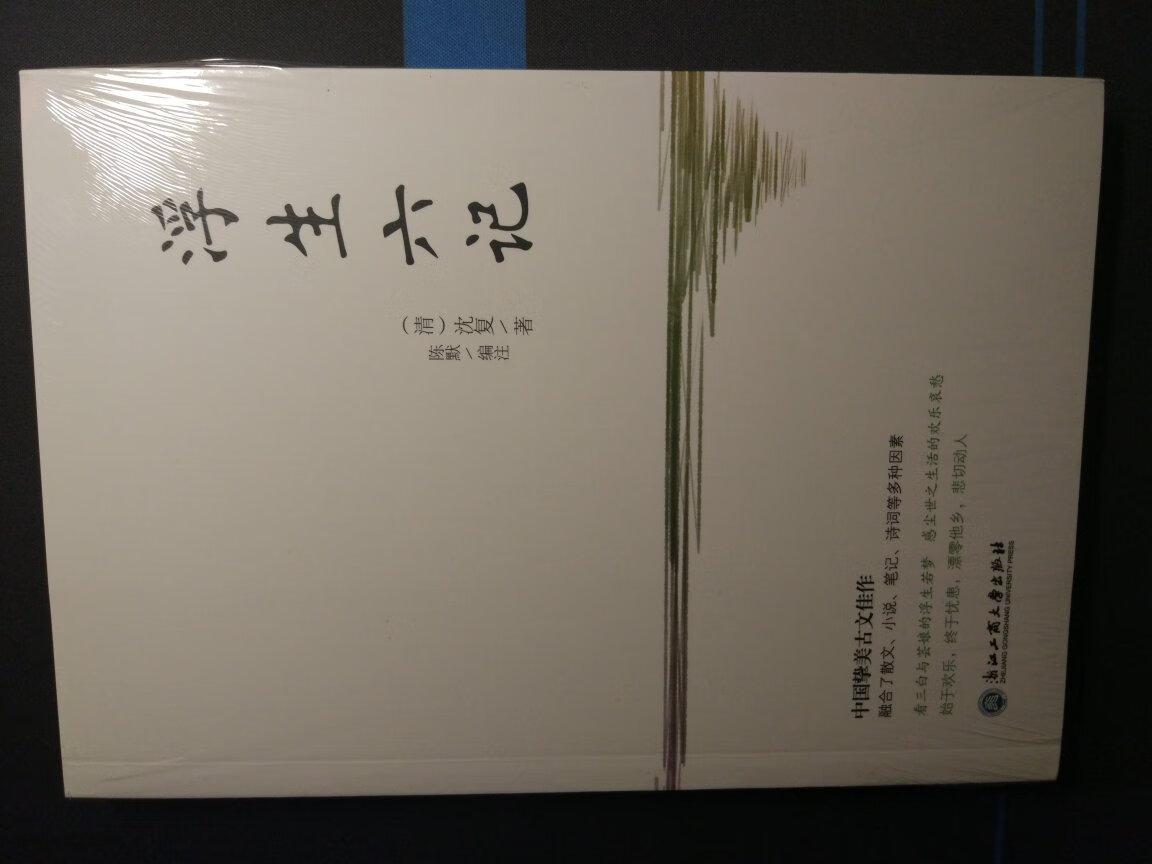 浮生六记
（清）沈复／著
陈默／编注
中国挚美古文佳作
融合了散文、小说、笔记、诗词等多种因素
看三白与芸娘的浮生若梦 感尘世之生活的欢乐哀愁
始于欢乐，终于忧患，漂零他乡，悲切动人
浙江工商大学出版社
ZHEJIANG GONGSHANG UNIVERSITY PRESS